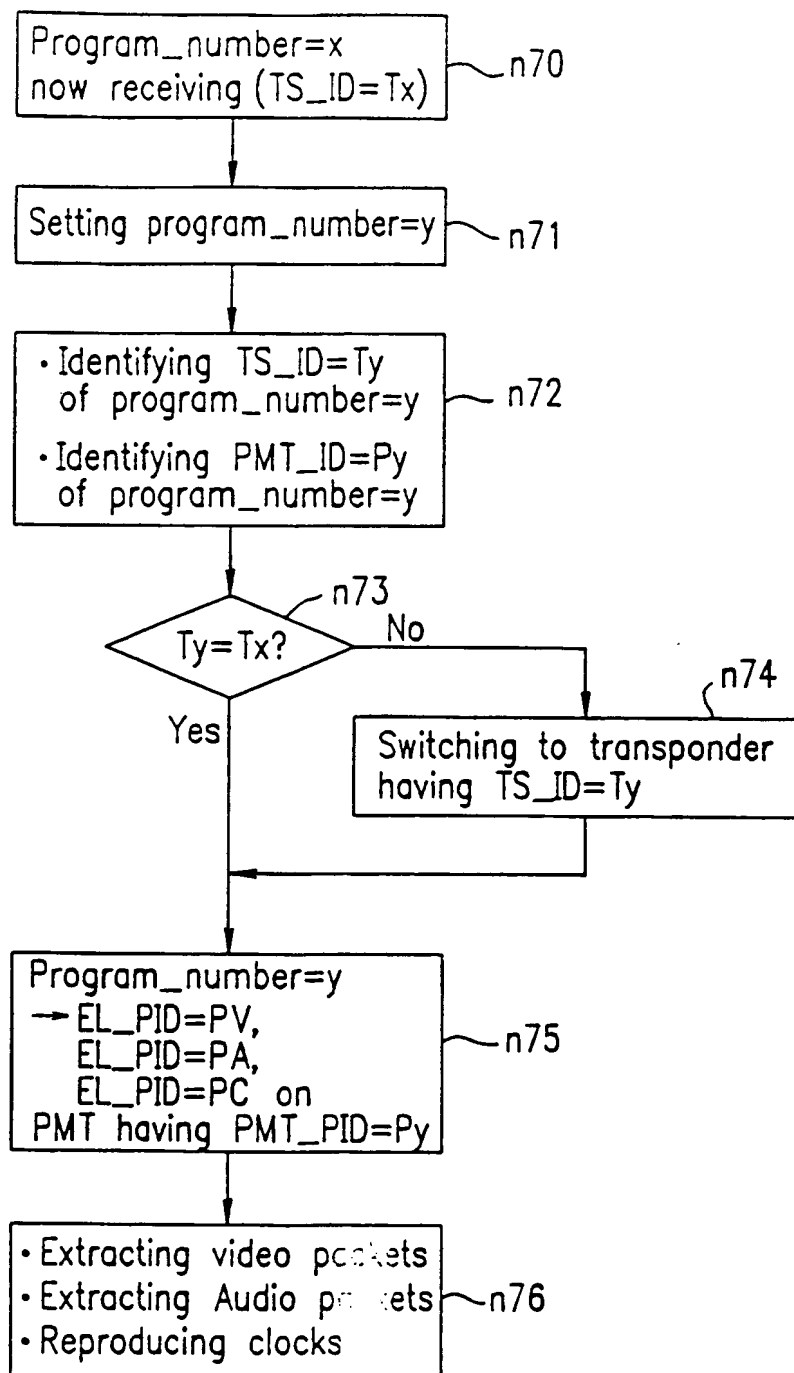 Program_number=x
now receiving (TS_ID=Tx)
n70
Setting program_number=y
n71
· Identifying TS_ID=Ty
of program_number=y
· Identifying PMT_ID=Py
of program_number=y
n72
n73
Ty=Tx?
No
Yes
n74
Switching to transponder
having TS_ID=Ty
Program_number=y
→ EL_PID=PV,
EL_PID=PA,
EL_PID=PC on
PMT having PMT_PID=Py
n75
· Extracting video packets
· Extracting Audio packets
· Reproducing clocks
n76